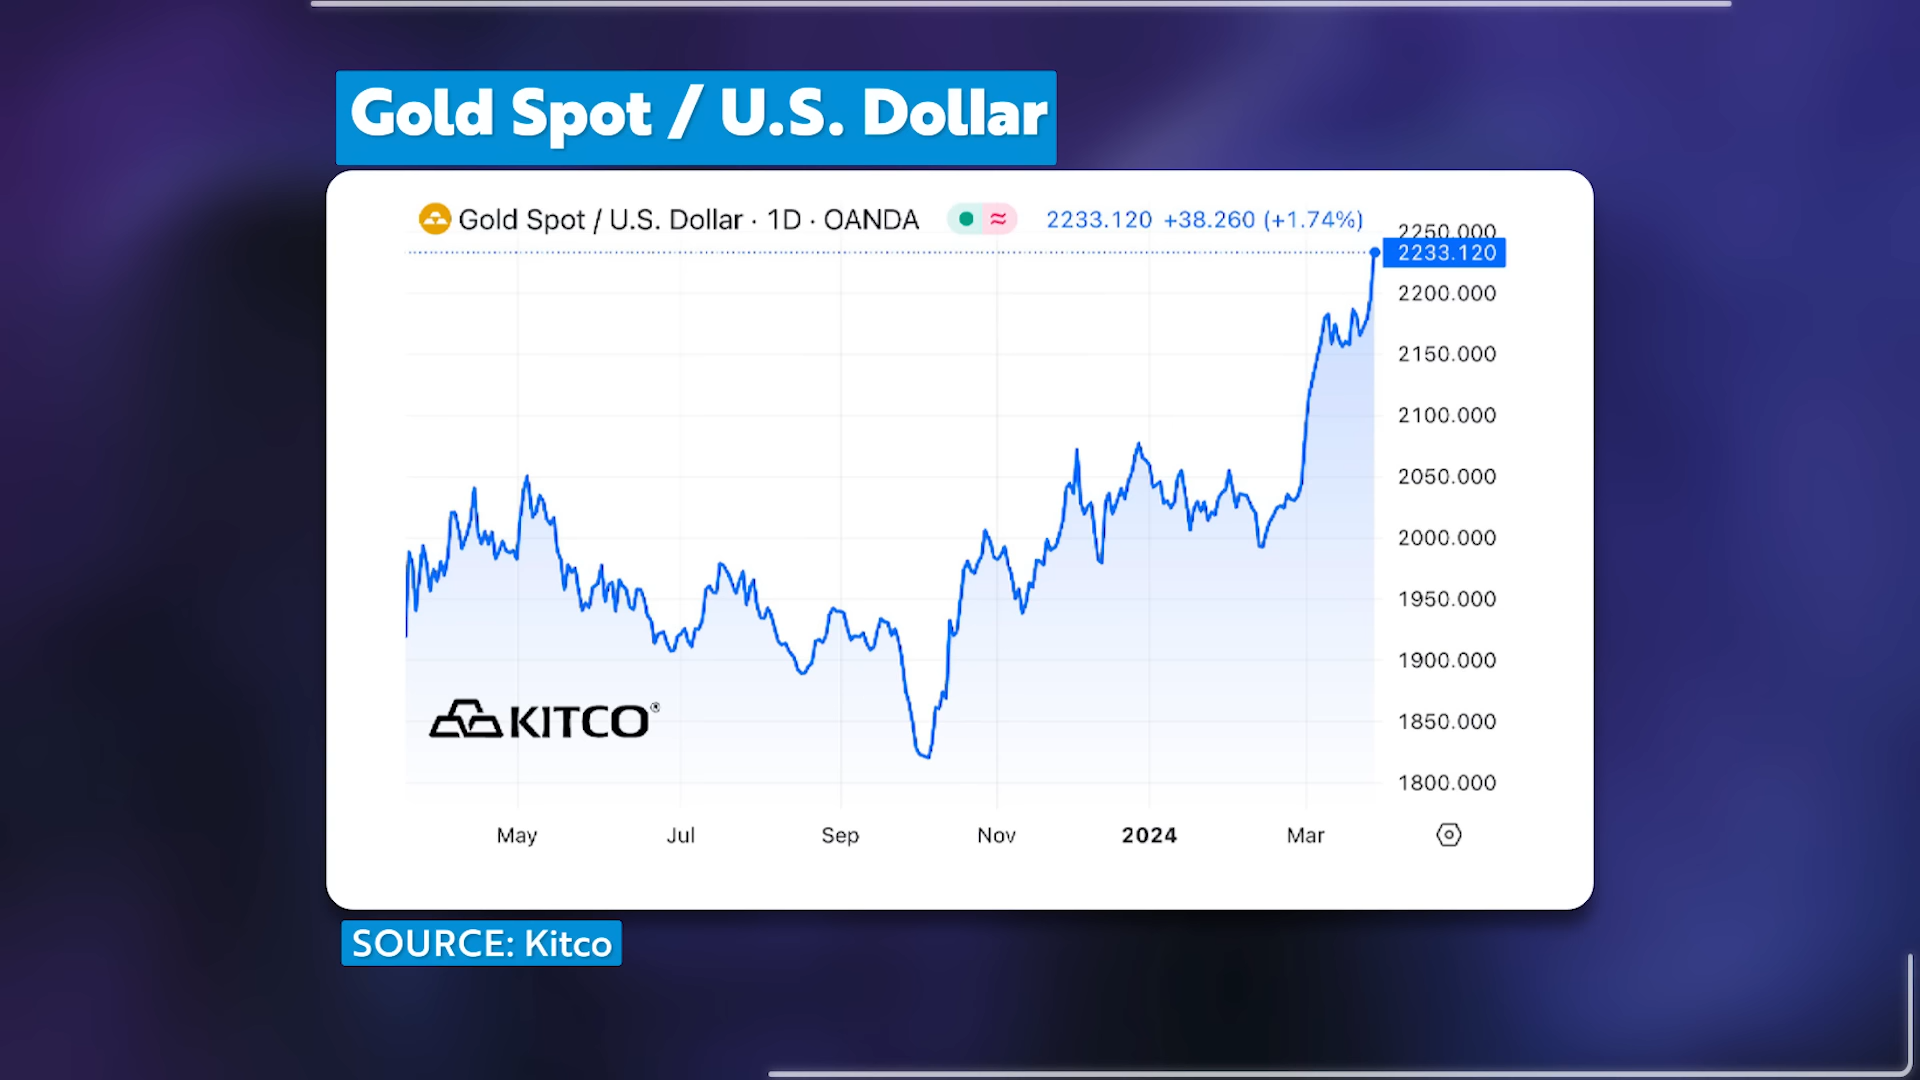 Gold Spot / U.S. Dollar
Gold Spot / U.S. Dollar · 1D · OANDA
≈
2233.120 +38.260 (+1.74%)
2250.000
2233.120
2200.000
2150.000
2100.000
2050.000
2000.000
1950.000
1900.000
1850.000
1800.000
KITCO®
May Jul Sep Nov 2024 Mar
SOURCE: Kitco